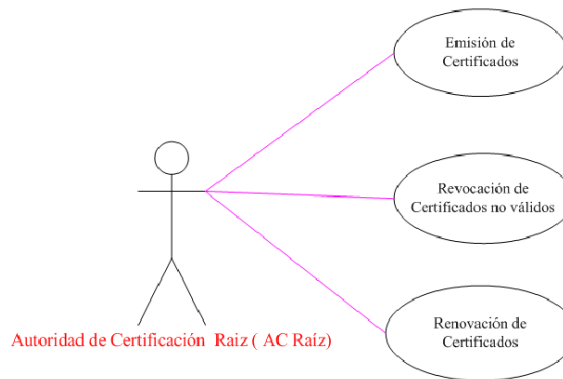 Emisión de
Certificados
Revocación de
Certificados no válidos
Renovación de
Certificados
Autoridad de Certificación Raiz ( AC Raíz)